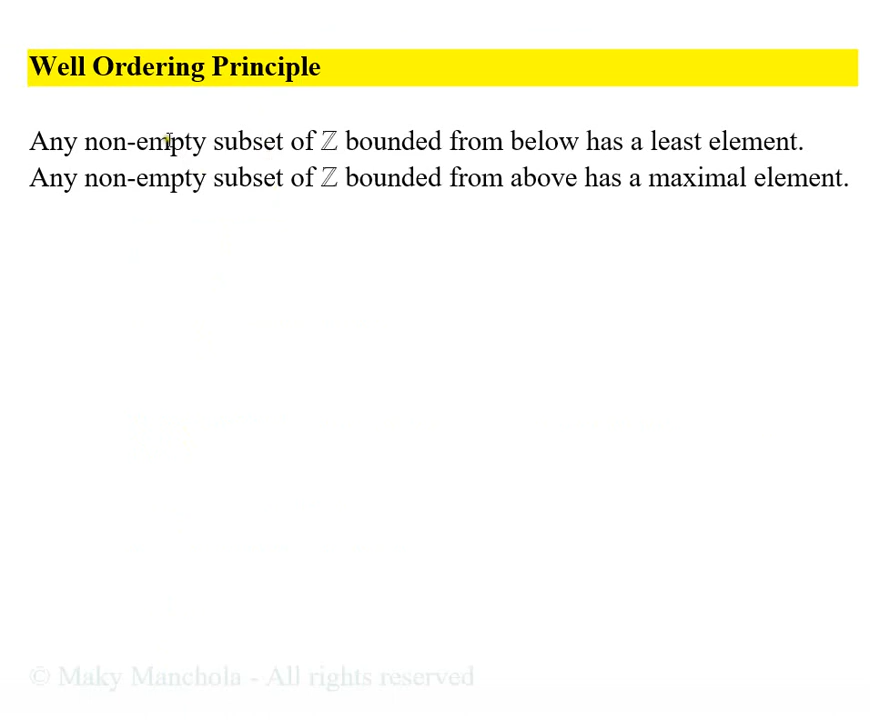 Well Ordering Principle
Any non-empty subset of ℤ bounded from below has a least element.
Any non-empty subset of ℤ bounded from above has a maximal element.
© Maky Manchola - All rights reserved